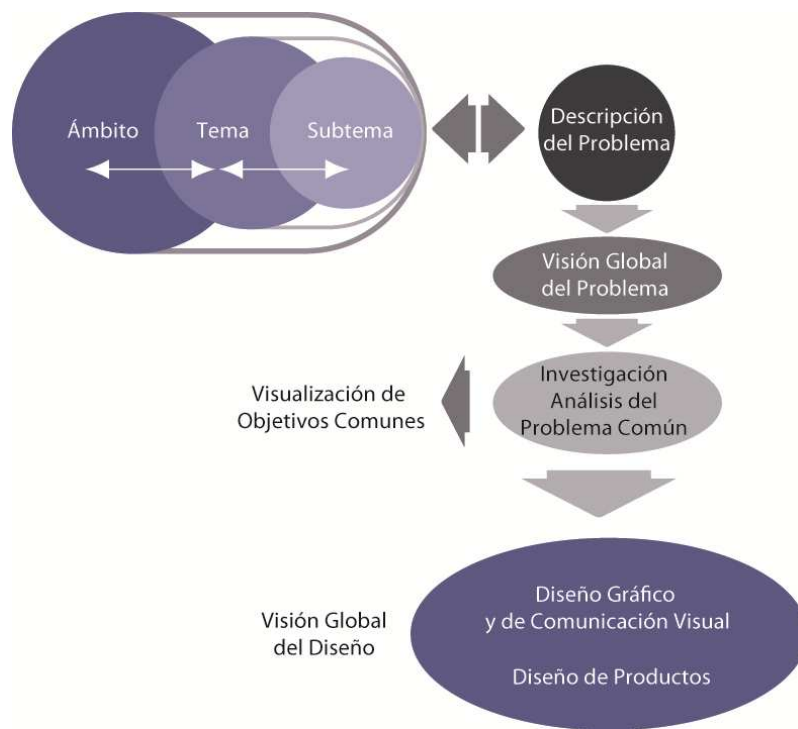 Ámbito
Tema
Subtema
Descripción
del Problema
Visión Global
del Problema
Investigación
Análisis del
Problema Común
Visualización de
Objetivos Comunes
Diseño Gráfico
y de Comunicación Visual
Diseño de Productos
Visión Global
del Diseño